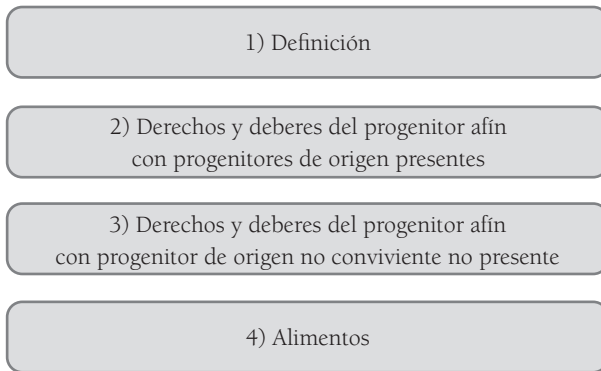 1) Definición
2) Derechos y deberes del progenitor afín
con progenitores de origen presentes
3) Derechos y deberes del progenitor afín
con progenitor de origen no conviviente no presente
4) Alimentos